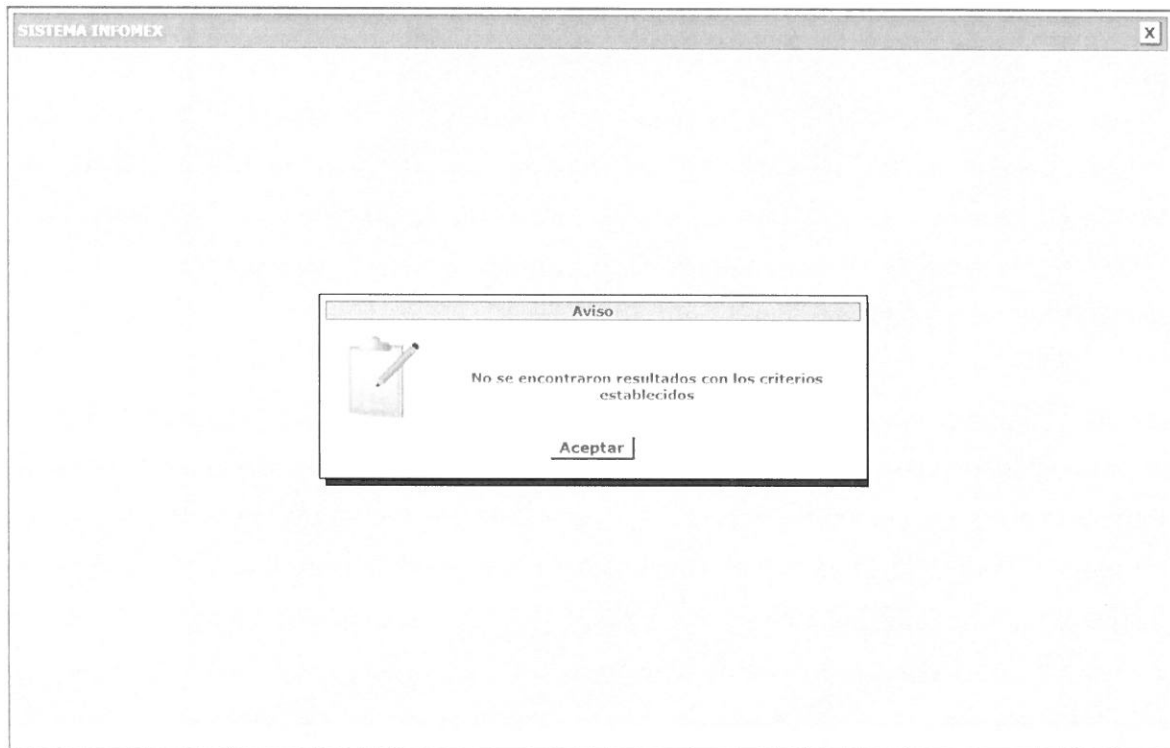 SISTEMA INFOMEX
X
Aviso
No se encontraron resultados con los criterios
establecidos
Aceptar